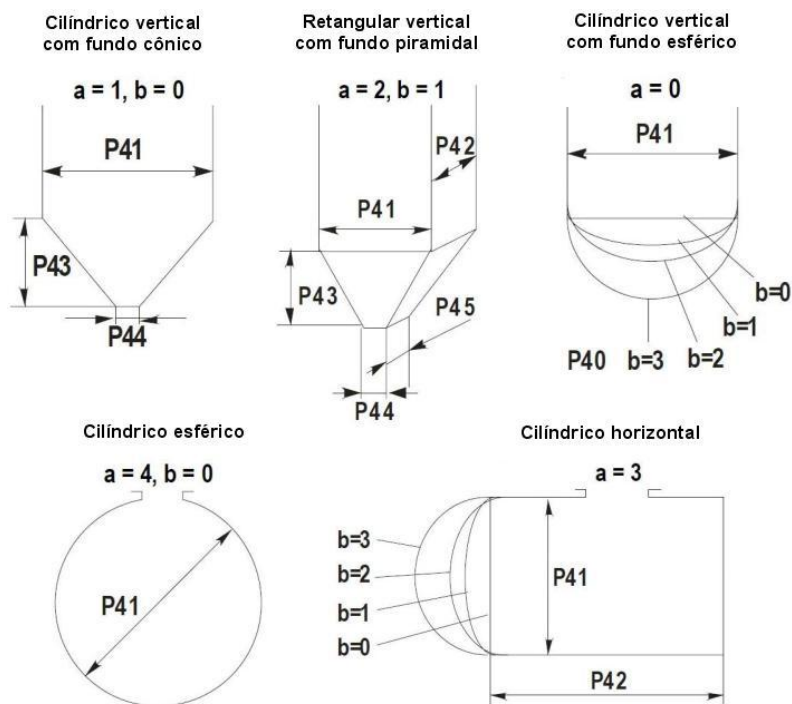 Cilíndrico vertical
com fundo cônico
a = 1, b = 0
P41
P43
P44
Retangular vertical
com fundo piramidal
a = 2, b = 1
P42
P41
P43
P45
P44
Cilíndrico vertical
com fundo esférico
a = 0
P41
b=0
b=1
P40 b=3 b=2
Cilíndrico esférico
a = 4, b = 0
P41
Cilíndrico horizontal
a = 3
b=3
b=2
b=1
b=0
P41
P42